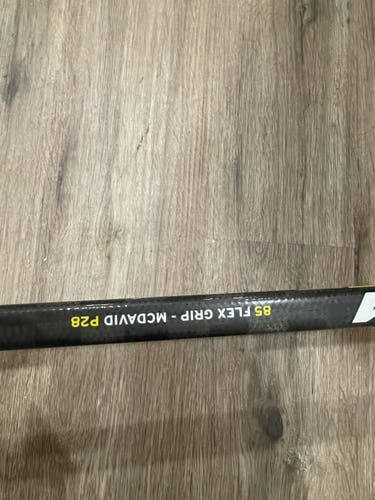 85 FLEX GRIP - MCDAVID P28